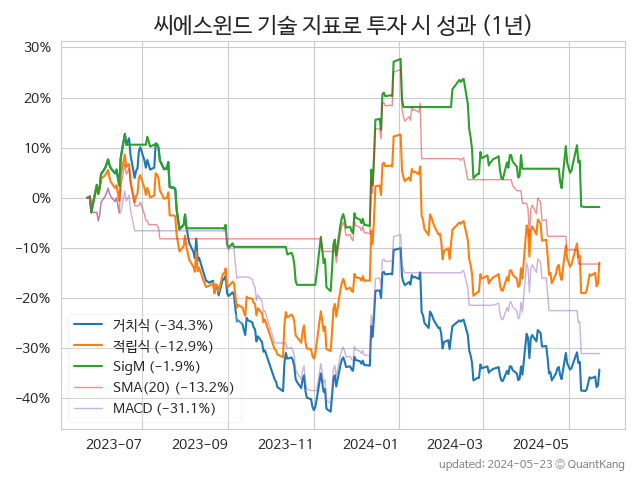 씨에스윈드 기술 지표로 투자 시 성과 (1년)
30%
20%
10%
0%
−10%
−20%
−30%
−40%
거치식 (−34.3%)
적립식 (−12.9%)
SigM (−1.9%)
SMA(20) (−13.2%)
MACD (−31.1%)
2023−07
2023−09
2023−11
2024−01
2024−03
2024−05
updated: 2024−05−23 ⓒ QuantKang